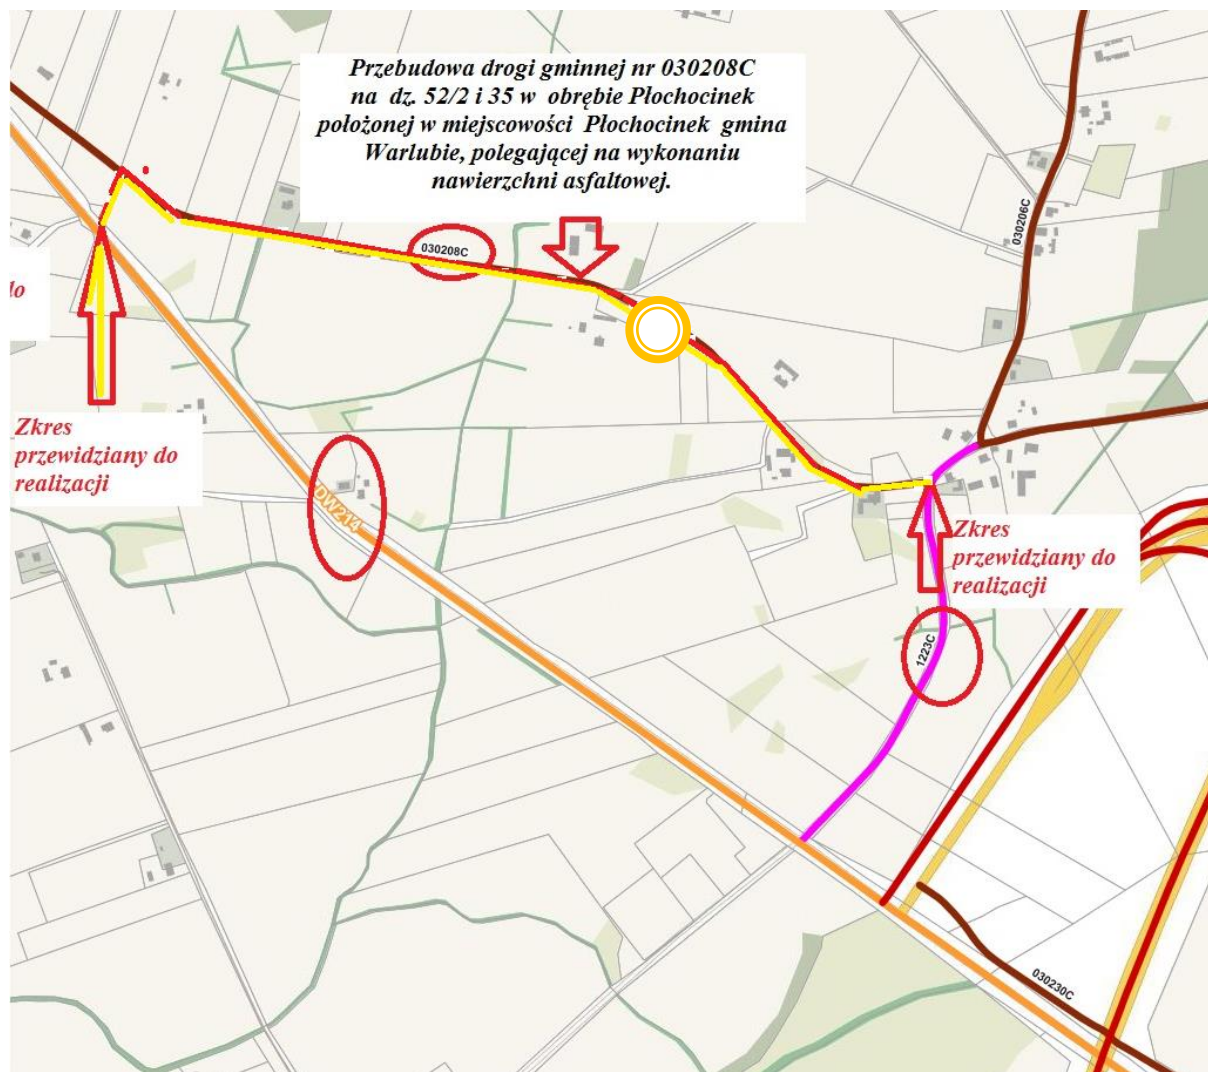 Przebudowa drogi gminnej nr 030208C
na dz. 52/2 i 35 w obrębie Płochocinek
położonej w miejscowości Płochocinek gmina
Warlubie, polegającej na wykonaniu
nawierzchni asfaltowej.
030208C
030206C
Zkres
przewidziany do
realizacji
DW214
Zkres
przewidziany do
realizacji
1223C
030230C